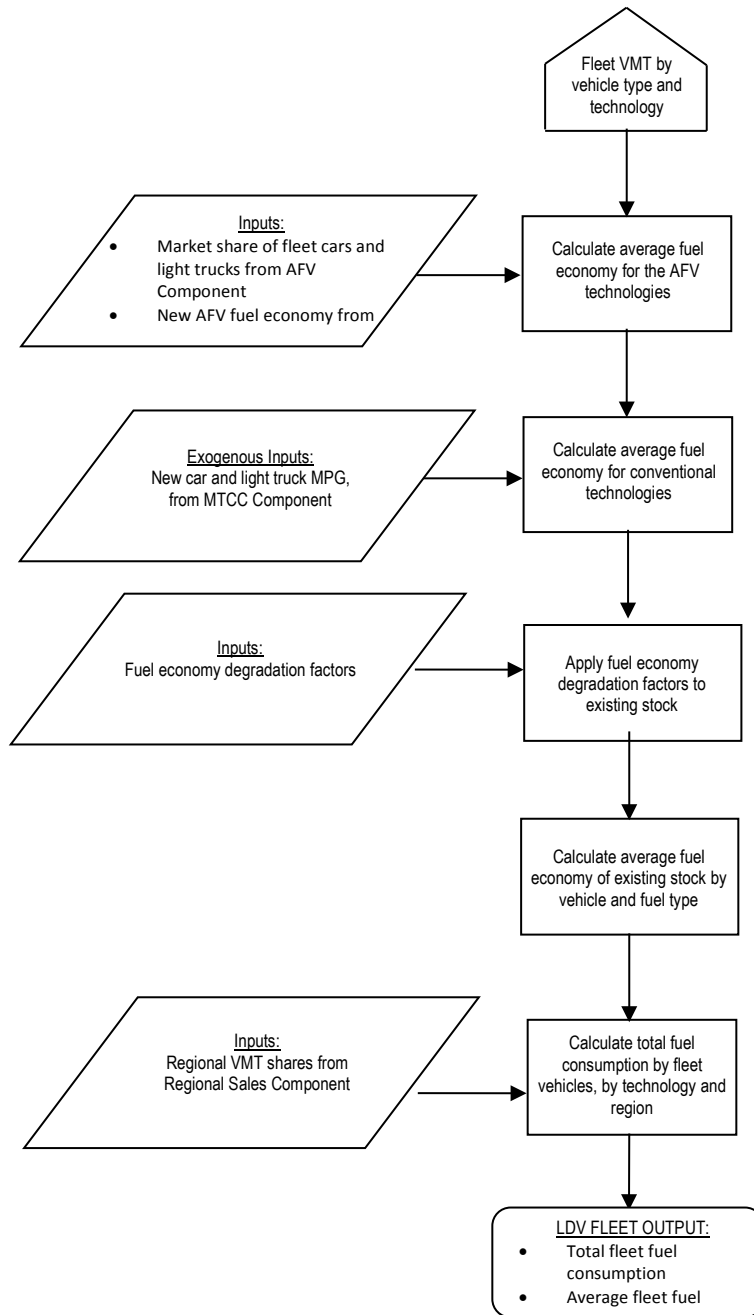 Fleet VMT by
vehicle type and
technology
Inputs:
• Market share of fleet cars and
light trucks from AFV
Component
• New AFV fuel economy from
Calculate average fuel
economy for the AFV
technologies
Exogenous Inputs:
New car and light truck MPG,
from MTCC Component
Calculate average fuel
economy for conventional
technologies
Inputs:
Fuel economy degradation factors
Apply fuel economy
degradation factors to
existing stock
Calculate average fuel
economy of existing stock by
vehicle and fuel type
Inputs:
Regional VMT shares from
Regional Sales Component
Calculate total fuel
consumption by fleet
vehicles, by technology and
region
LDV FLEET OUTPUT:
• Total fleet fuel
consumption
• Average fleet fuel